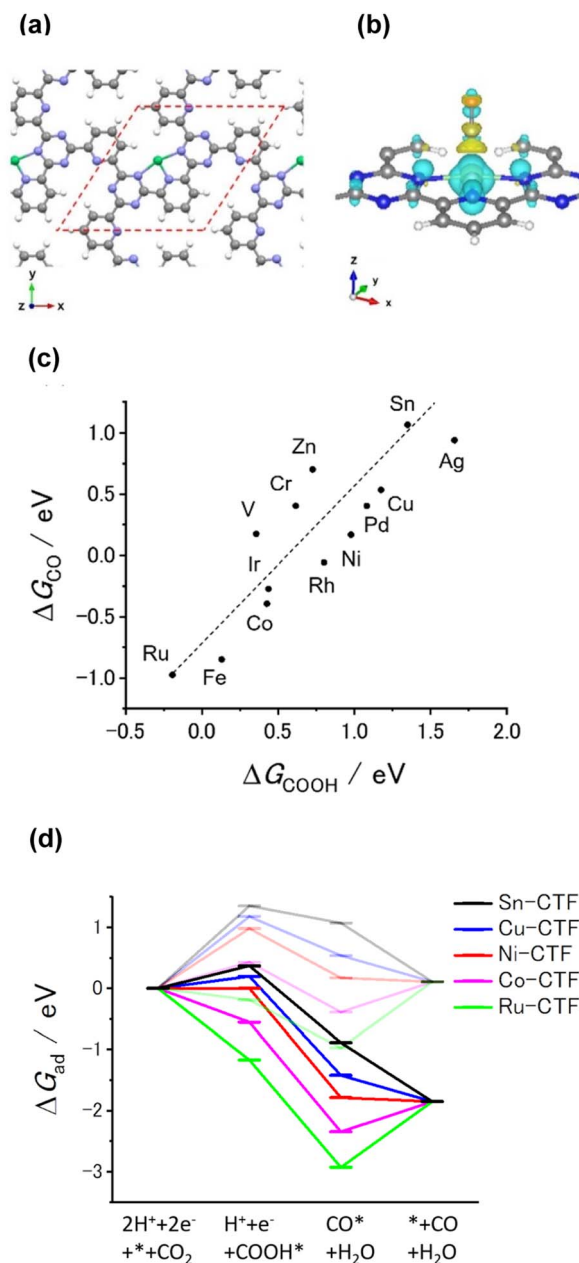 (a)
(b)
y
z
x
z
y
x
(c)
ΔG_CO / eV
1.0
0.5
0.0
−0.5
−1.0
Sn
Zn
Ag
Cr
Cu
V
Pd
Ir
Ni
Rh
Co
Ru
Fe
−0.5
0.0
0.5
1.0
1.5
2.0
ΔG_COOH / eV
(d)
ΔG_ad / eV
1
0
−1
−2
−3
Sn−CTF
Cu−CTF
Ni−CTF
Co−CTF
Ru−CTF
2H⁺+2e⁻
+*+CO₂
H⁺+e⁻
+COOH*
CO*
+H₂O
*+CO
+H₂O